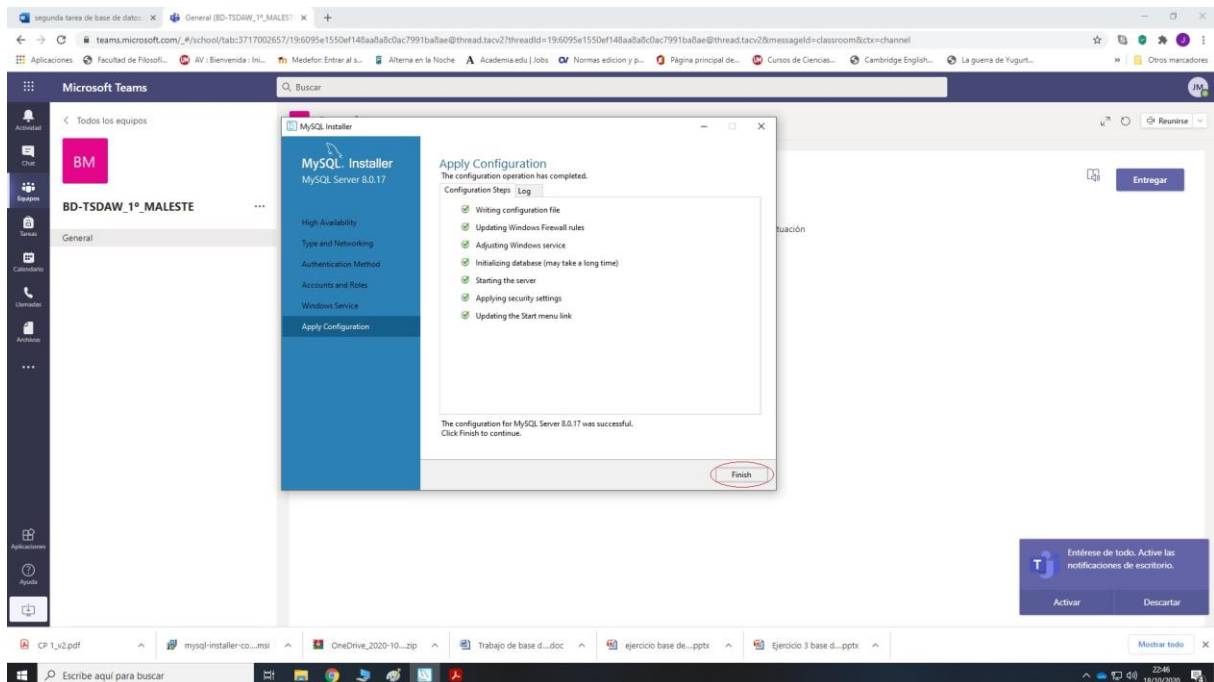 segunda tarea de base de datos
General (BD-TSDAW_1º_MALEST
teams.microsoft.com/_#/school/tab::3717002657/19:6095e1550ef148aa8a8c0ac7991ba8ae@thread.tacv2?threadId=19:6095e1550ef148aa8a8c0ac7991ba8ae@thread.tacv2&messageId=classroom&ctx=channel
Aplicaciones
Facultad de Filosofí...
AV : Bienvenida : Ini...
Medefor: Entrar al s...
Alterna en la Noche
Academia.edu | Jobs
Normas edicion y p...
Página principal de...
Cursos de Ciencias...
Cambridge English...
La guerra de Yugurt...
»
Otros marcadores
Microsoft Teams
Buscar
JM
Actividad
Chat
Equipos
Tareas
Calendario
Llamadas
Archivos
...
Aplicaciones
Ayuda
< Todos los equipos
BM
BD-TSDAW_1º_MALESTE
...
General
Reunirse
Entregar
tuación
MySQL Installer
MySQL. Installer
MySQL Server 8.0.17
High Availability
Type and Networking
Authentication Method
Accounts and Roles
Windows Service
Apply Configuration
Apply Configuration
The configuration operation has completed.
Configuration Steps
Log
Writing configuration file
Updating Windows Firewall rules
Adjusting Windows service
Initializing database (may take a long time)
Starting the server
Applying security settings
Updating the Start menu link
The configuration for MySQL Server 8.0.17 was successful.
Click Finish to continue.
Finish
Entérese de todo. Active las
notificaciones de escritorio.
Activar
Descartar
CP 1_v2.pdf
mysql-installer-co....msi
OneDrive_2020-10....zip
Trabajo de base d....doc
ejercicio base de....pptx
Ejercicio 3 base d....pptx
Mostrar todo
Escribe aquí para buscar
22:46
18/10/2020